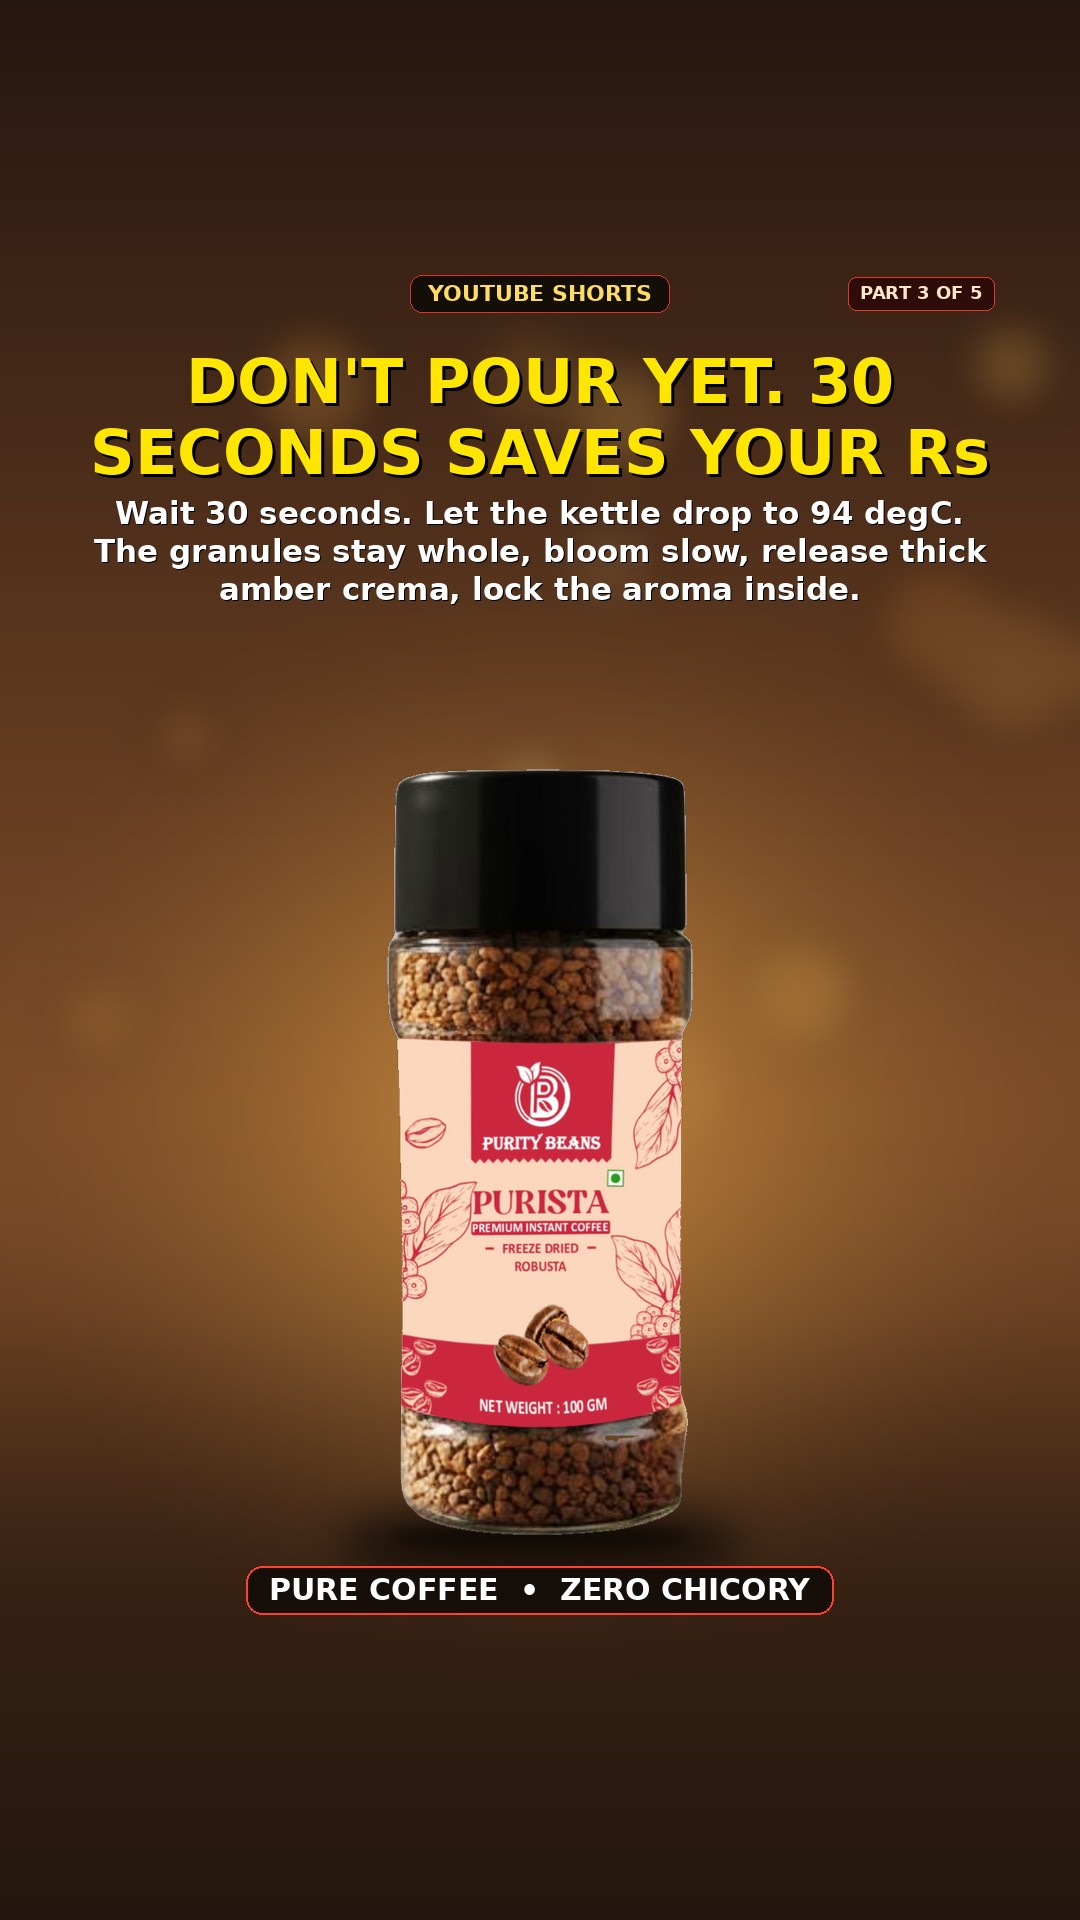 YOUTUBE SHORTS
PART 3 OF 5
DON'T POUR YET. 30
SECONDS SAVES YOUR Rs
Wait 30 seconds. Let the kettle drop to 94 degC.
The granules stay whole, bloom slow, release thick
amber crema, lock the aroma inside.
PURITY BEANS
PURISTA
PREMIUM INSTANT COFFEE
– FREEZE DRIED –
ROBUSTA
NET WEIGHT : 100 GM
PURE COFFEE • ZERO CHICORY